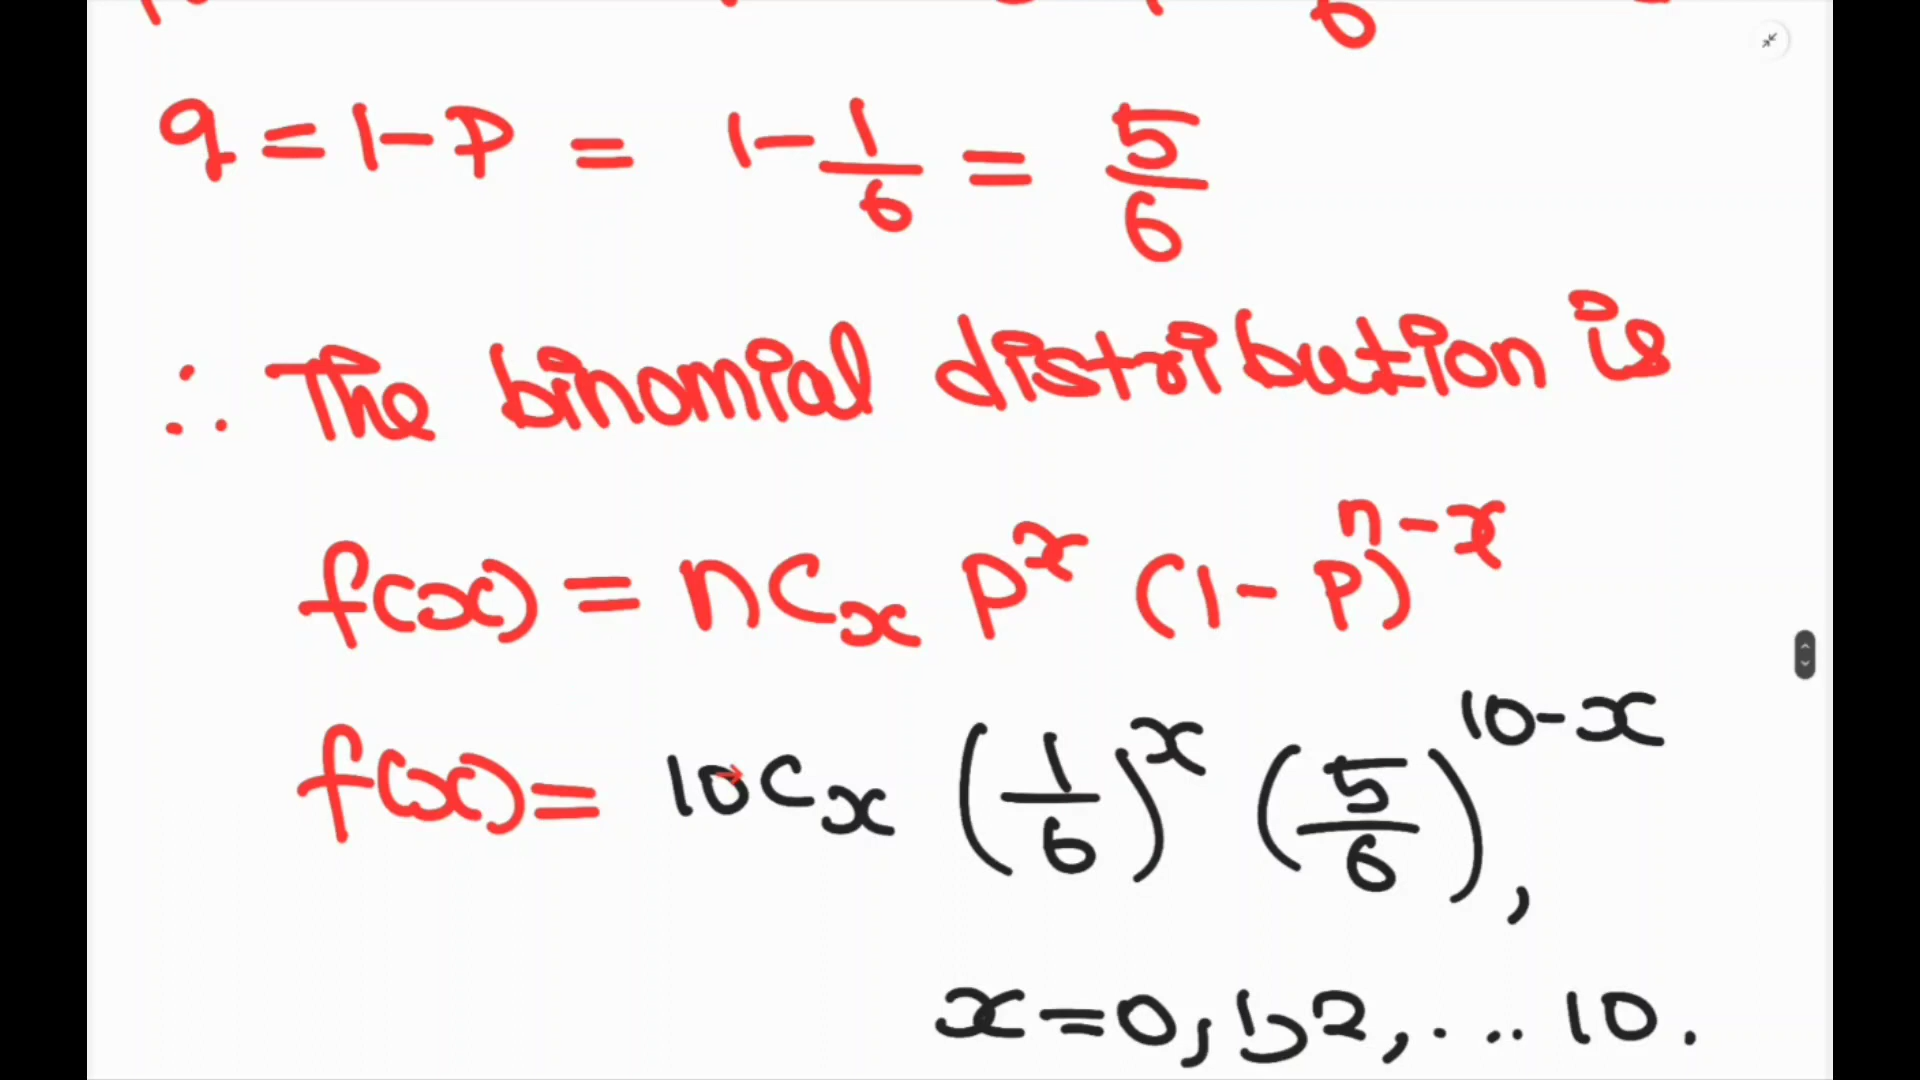 q = 1 - P = 1 - 1/6 = 5/6
∴ The binomial distribution is
f(x) = nCₓ pˣ (1 - p)ⁿ⁻ˣ
f(x) = 10Cₓ (1/6)ˣ (5/6)¹⁰⁻ˣ,
x = 0, 1, 2, ... 10.